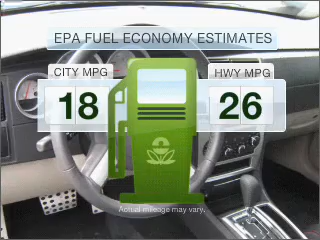 EPA FUEL ECONOMY ESTIMATES
CITY MPG
HWY MPG
18
26
Actual mileage may vary.